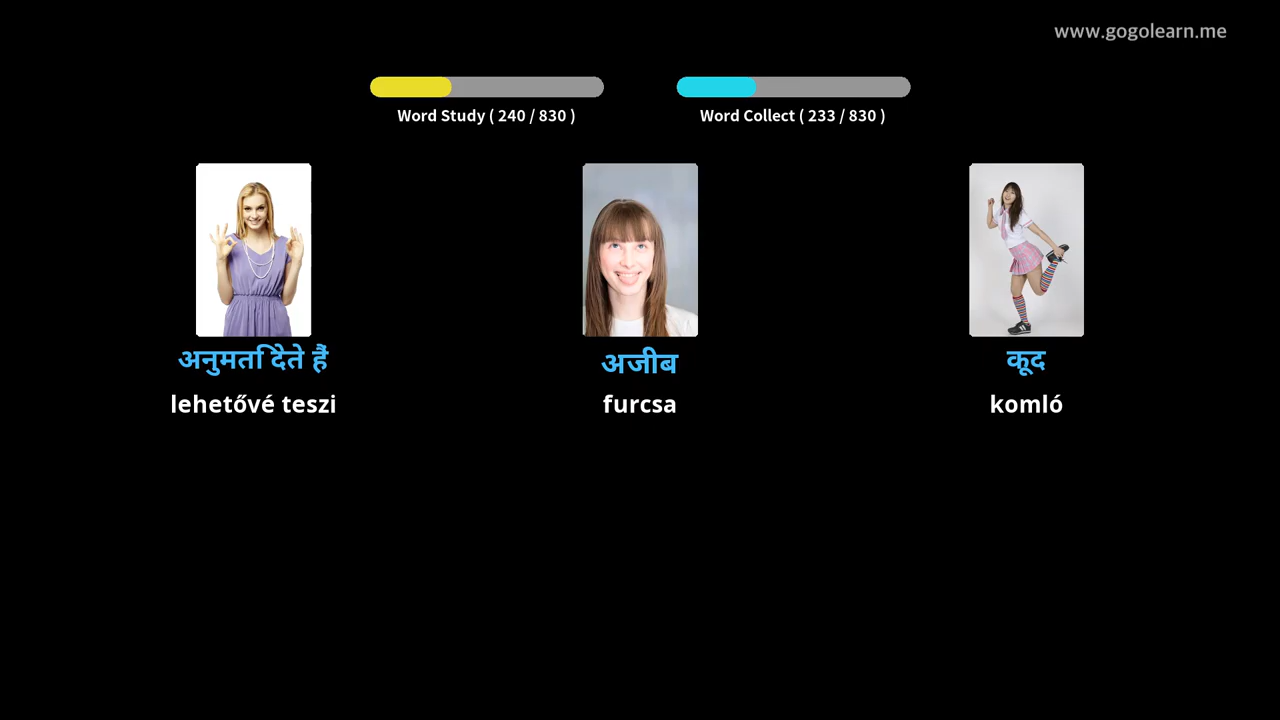 www.gogolearn.me
Word Study ( 240 / 830 )
Word Collect ( 233 / 830 )
अनुमति देते हैं
अजीब
कूद
lehetővé teszi
furcsa
komló